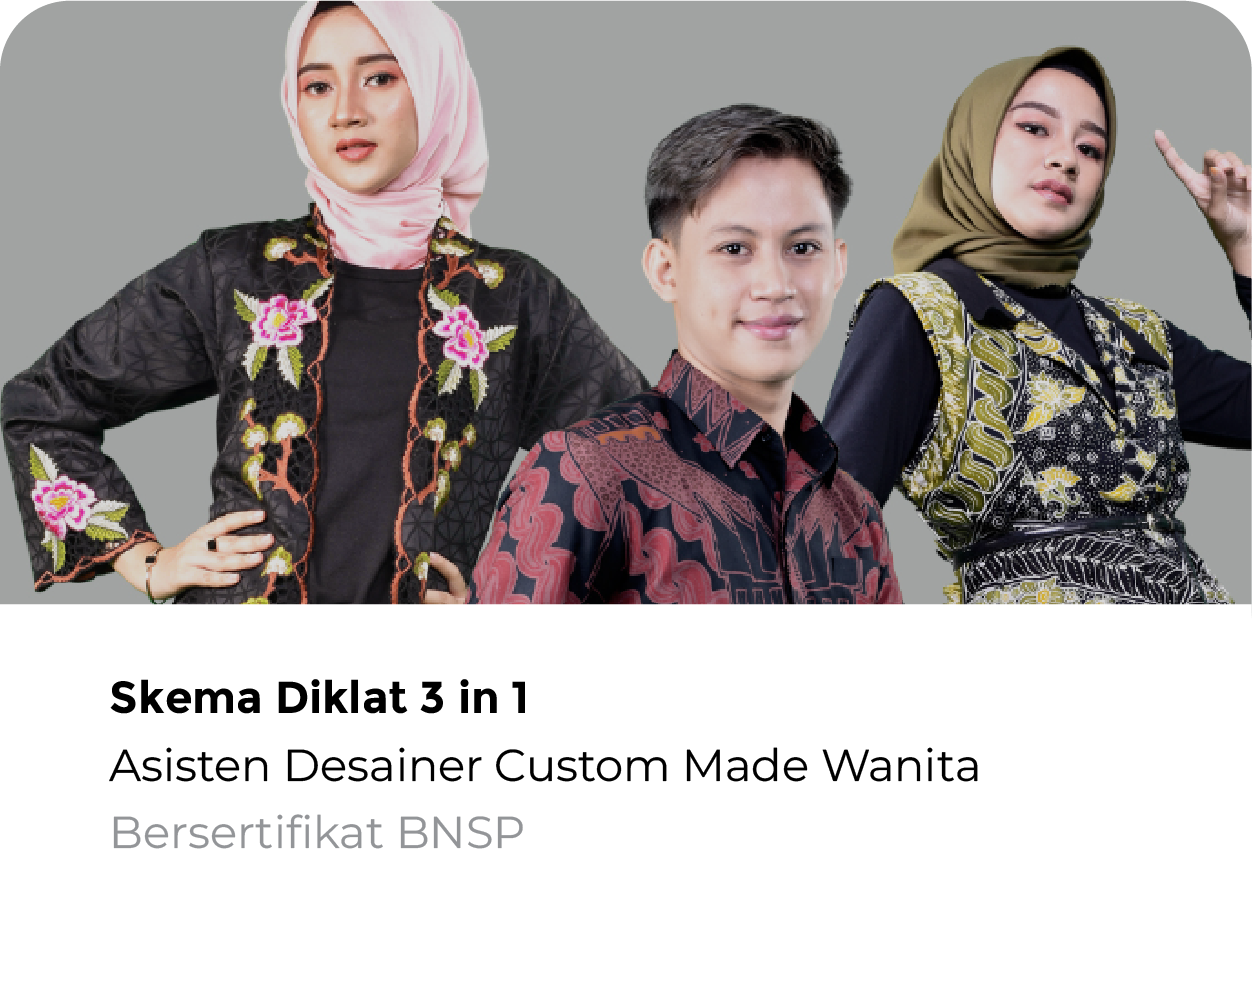 Skema Diklat 3 in 1
Asisten Desainer Custom Made Wanita
Bersertifikat BNSP